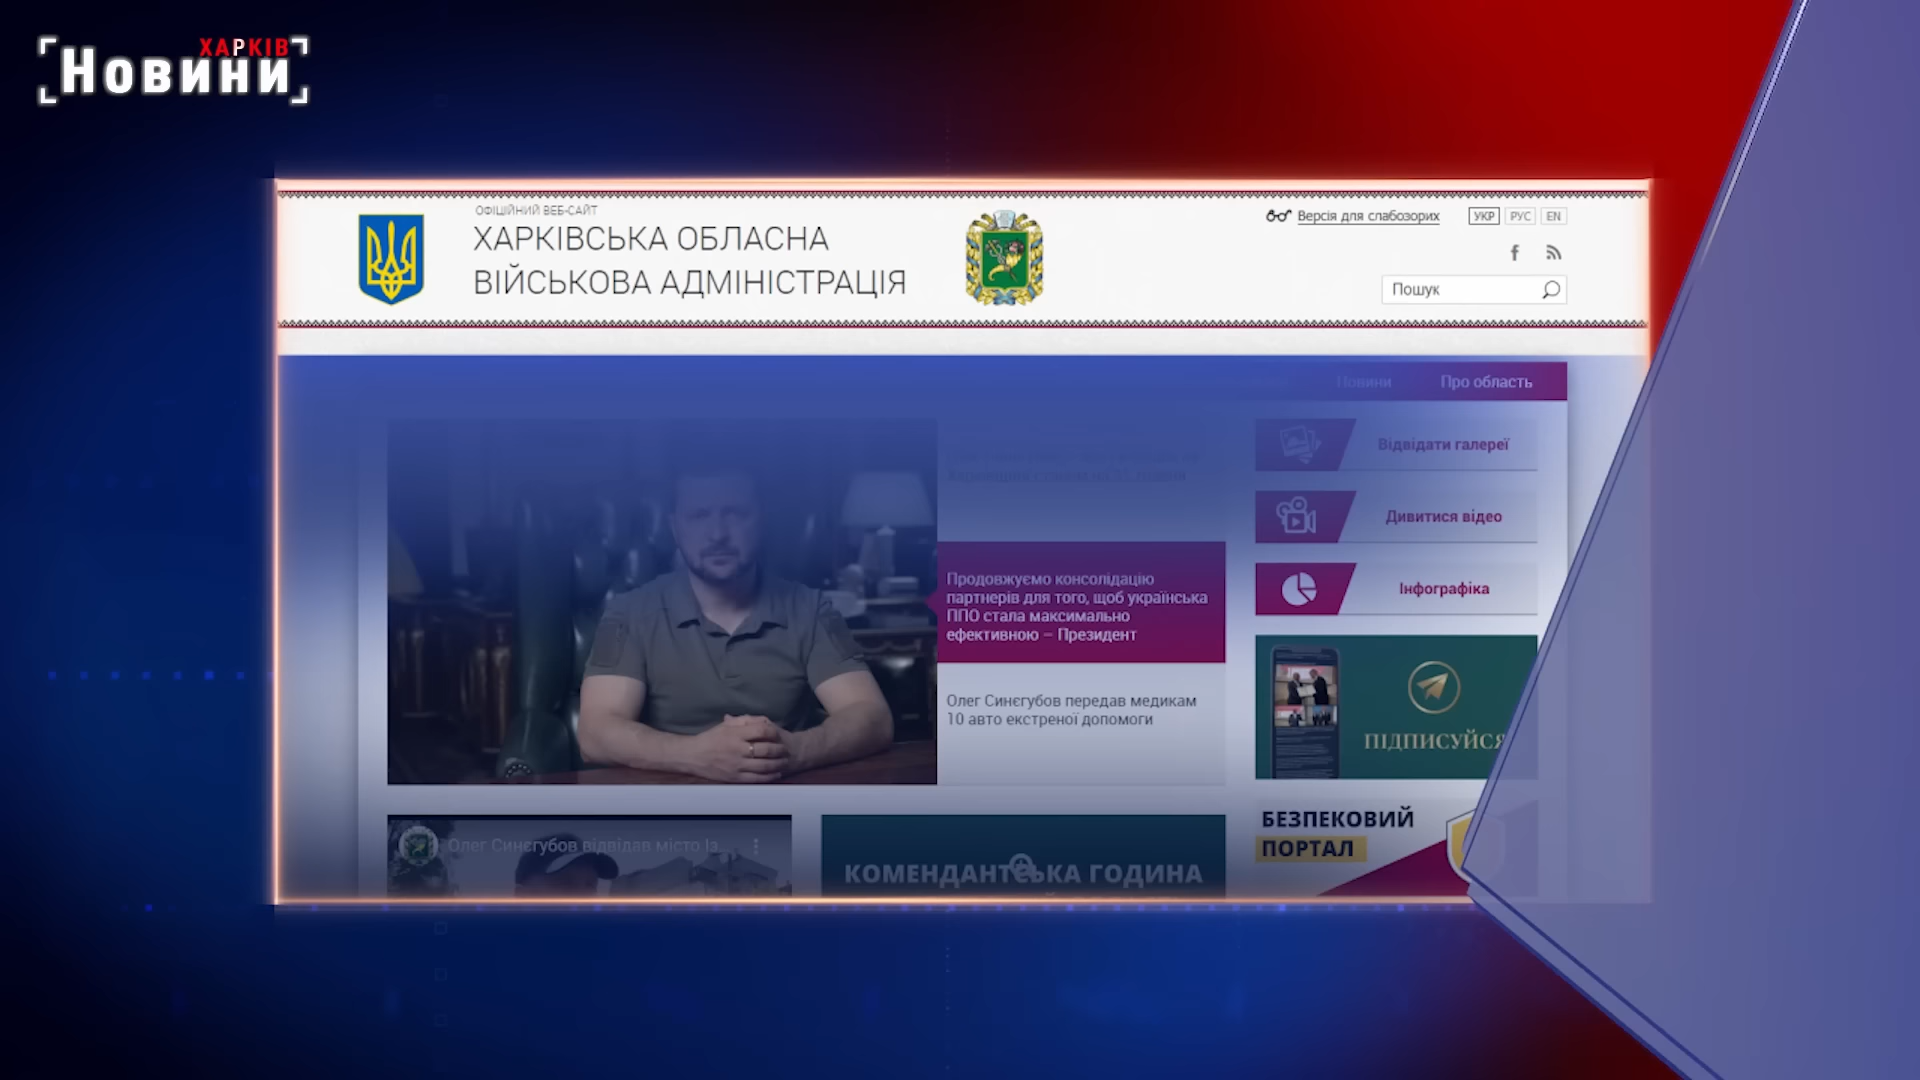 ХАРКІВ
Новини
ОФІЦІЙНИЙ ВЕБ-САЙТ
ХАРКІВСЬКА ОБЛАСНА
ВІЙСЬКОВА АДМІНІСТРАЦІЯ
Версія для слабозорих
УКР РУС EN
Пошук
Новини Про область
Відвідати галереї
Дивитися відео
Інфографіка
Продовжуємо консолідацію
партнерів для того, щоб українська
ППО стала максимально
ефективною – Президент
Олег Синєгубов передав медикам
10 авто екстреної допомоги
ПІДПИСУЙСЯ
БЕЗПЕКОВИЙ
ПОРТАЛ
Олег Синєгубов відвідав місто Із...
КОМЕНДАНТСЬКА ГОДИНА